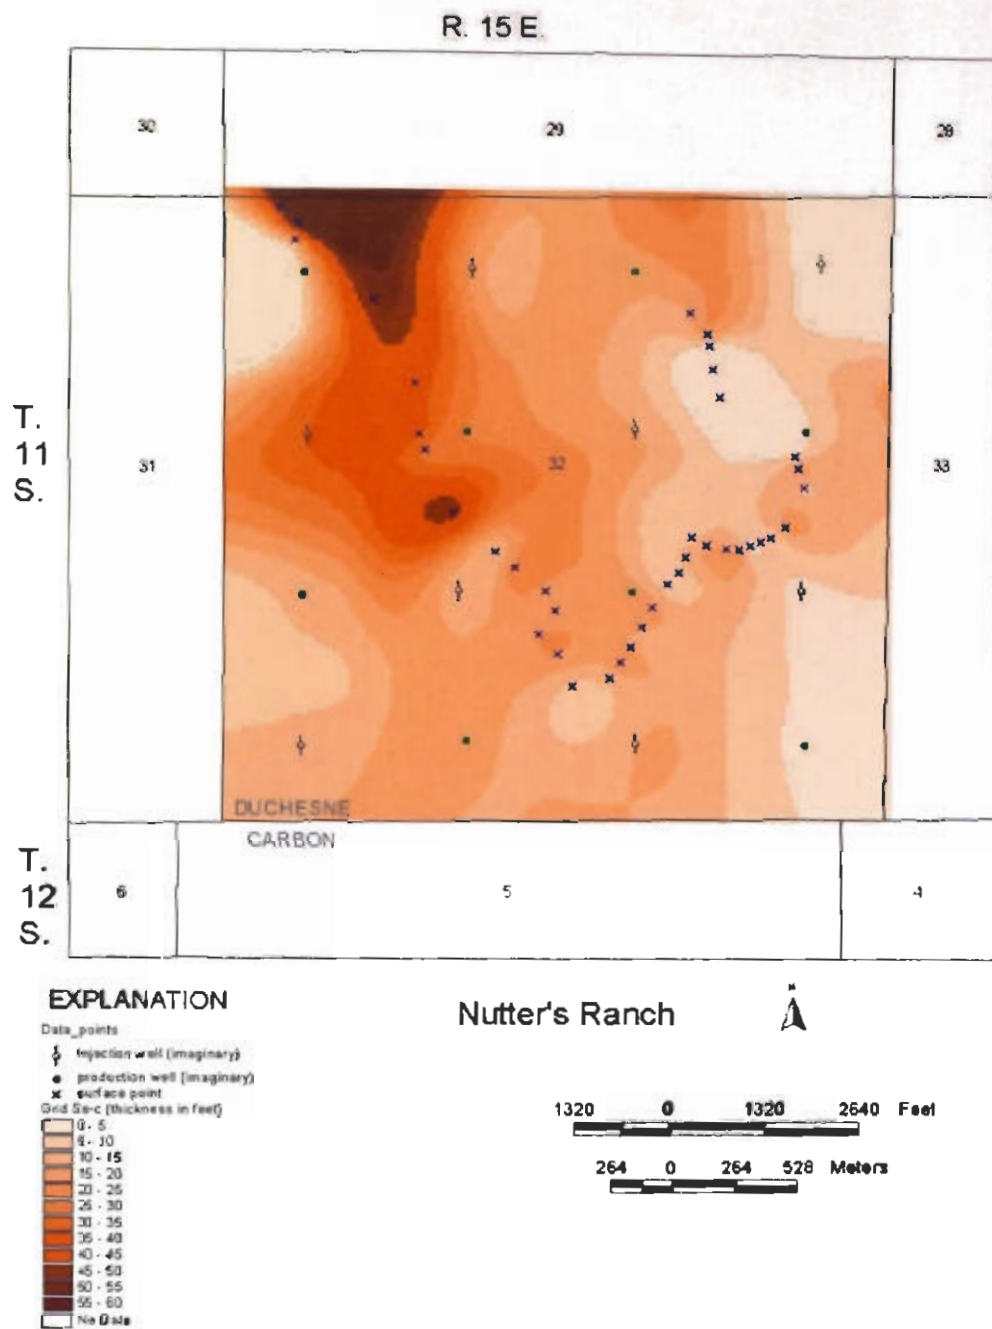 R. 15 E.
30
29
28
T.
11
S.
31
32
33
DUCHESNE
CARBON
T.
12
S.
6
5
4
EXPLANATION
Nutter's Ranch
Data_points
injection well (imaginary)
production well (imaginary)
surface point
Grid Ss-c (thickness in feet)
0 - 5
5 - 10
10 - 15
15 - 20
20 - 25
25 - 30
30 - 35
35 - 40
40 - 45
45 - 50
50 - 55
55 - 60
No Data
1320 0 1320 2640 Feet
264 0 264 528 Meters